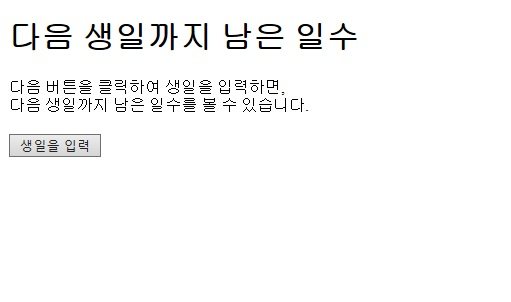 다음 생일까지 남은 일수
다음 버튼을 클릭하여 생일을 입력하면,
다음 생일까지 남은 일수를 볼 수 있습니다.
생일을 입력